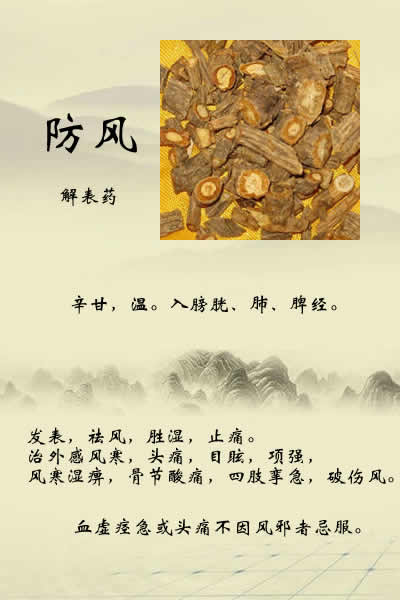 防风
解表药
辛甘，温。入膀胱、肺、脾经。
发表，祛风，胜湿，止痛。
治外感风寒，头痛，目眩，项强，
风寒湿痹，骨节酸痛，四肢挛急，破伤风。
血虚痉急或头痛不因风邪者忌服。